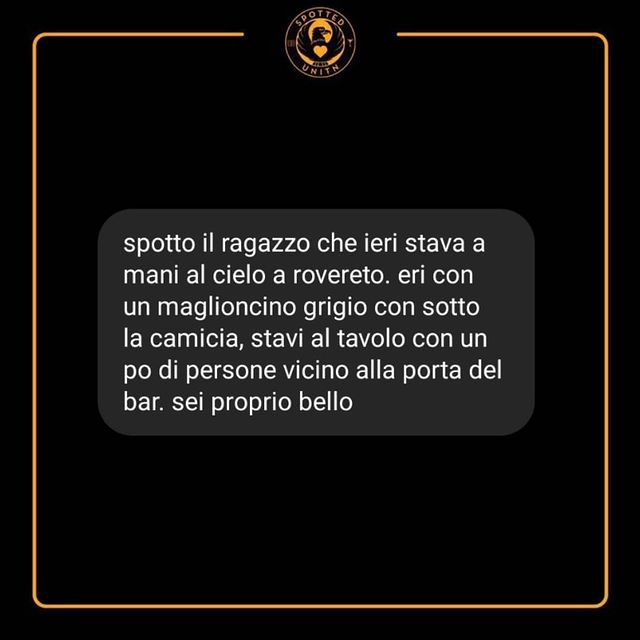 SPOTTED
UNITN
spotto il ragazzo che ieri stava a
mani al cielo a rovereto. eri con
un maglioncino grigio con sotto
la camicia, stavi al tavolo con un
po di persone vicino alla porta del
bar. sei proprio bello